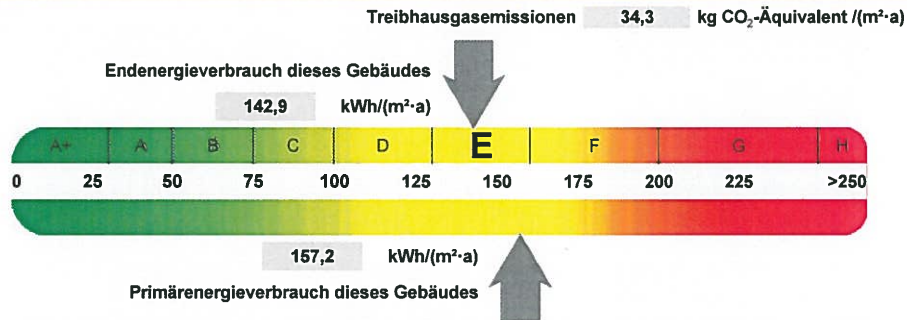 Treibhausgasemissionen 34,3 kg CO₂-Äquivalent /(m²·a)
Endenergieverbrauch dieses Gebäudes
142,9 kWh/(m²·a)
A+ A B C D E F G H
0 25 50 75 100 125 150 175 200 225 >250
157,2 kWh/(m²·a)
Primärenergieverbrauch dieses Gebäudes